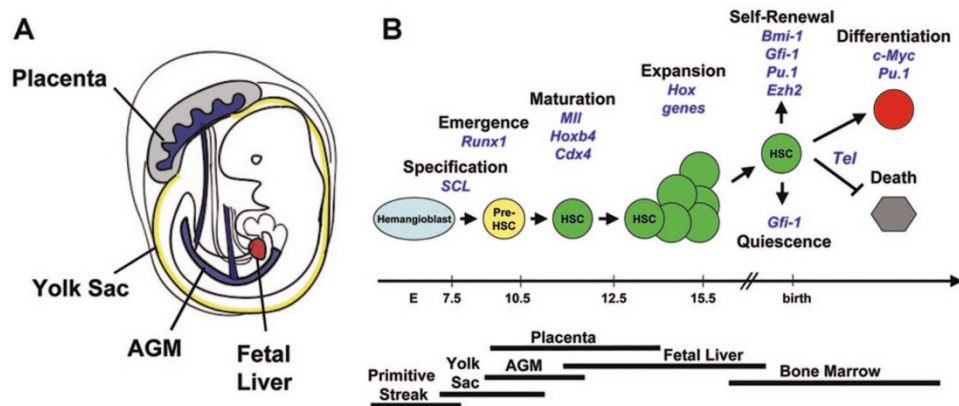 A
Placenta
Yolk Sac
AGM
Fetal
Liver
B
Specification
SCL
Emergence
Runx1
Maturation
Mll
Hoxb4
Cdx4
Expansion
Hox
genes
Self-Renewal
Bmi-1
Gfi-1
Pu.1
Ezh2
Differentiation
c-Myc
Pu.1
Hemangioblast
Pre-
HSC
HSC
HSC
HSC
Tel
Death
Gfi-1
Quiescence
E 7.5 10.5 12.5 15.5 birth
Placenta
Fetal Liver
Yolk
Sac
AGM
Bone Marrow
Primitive
Streak